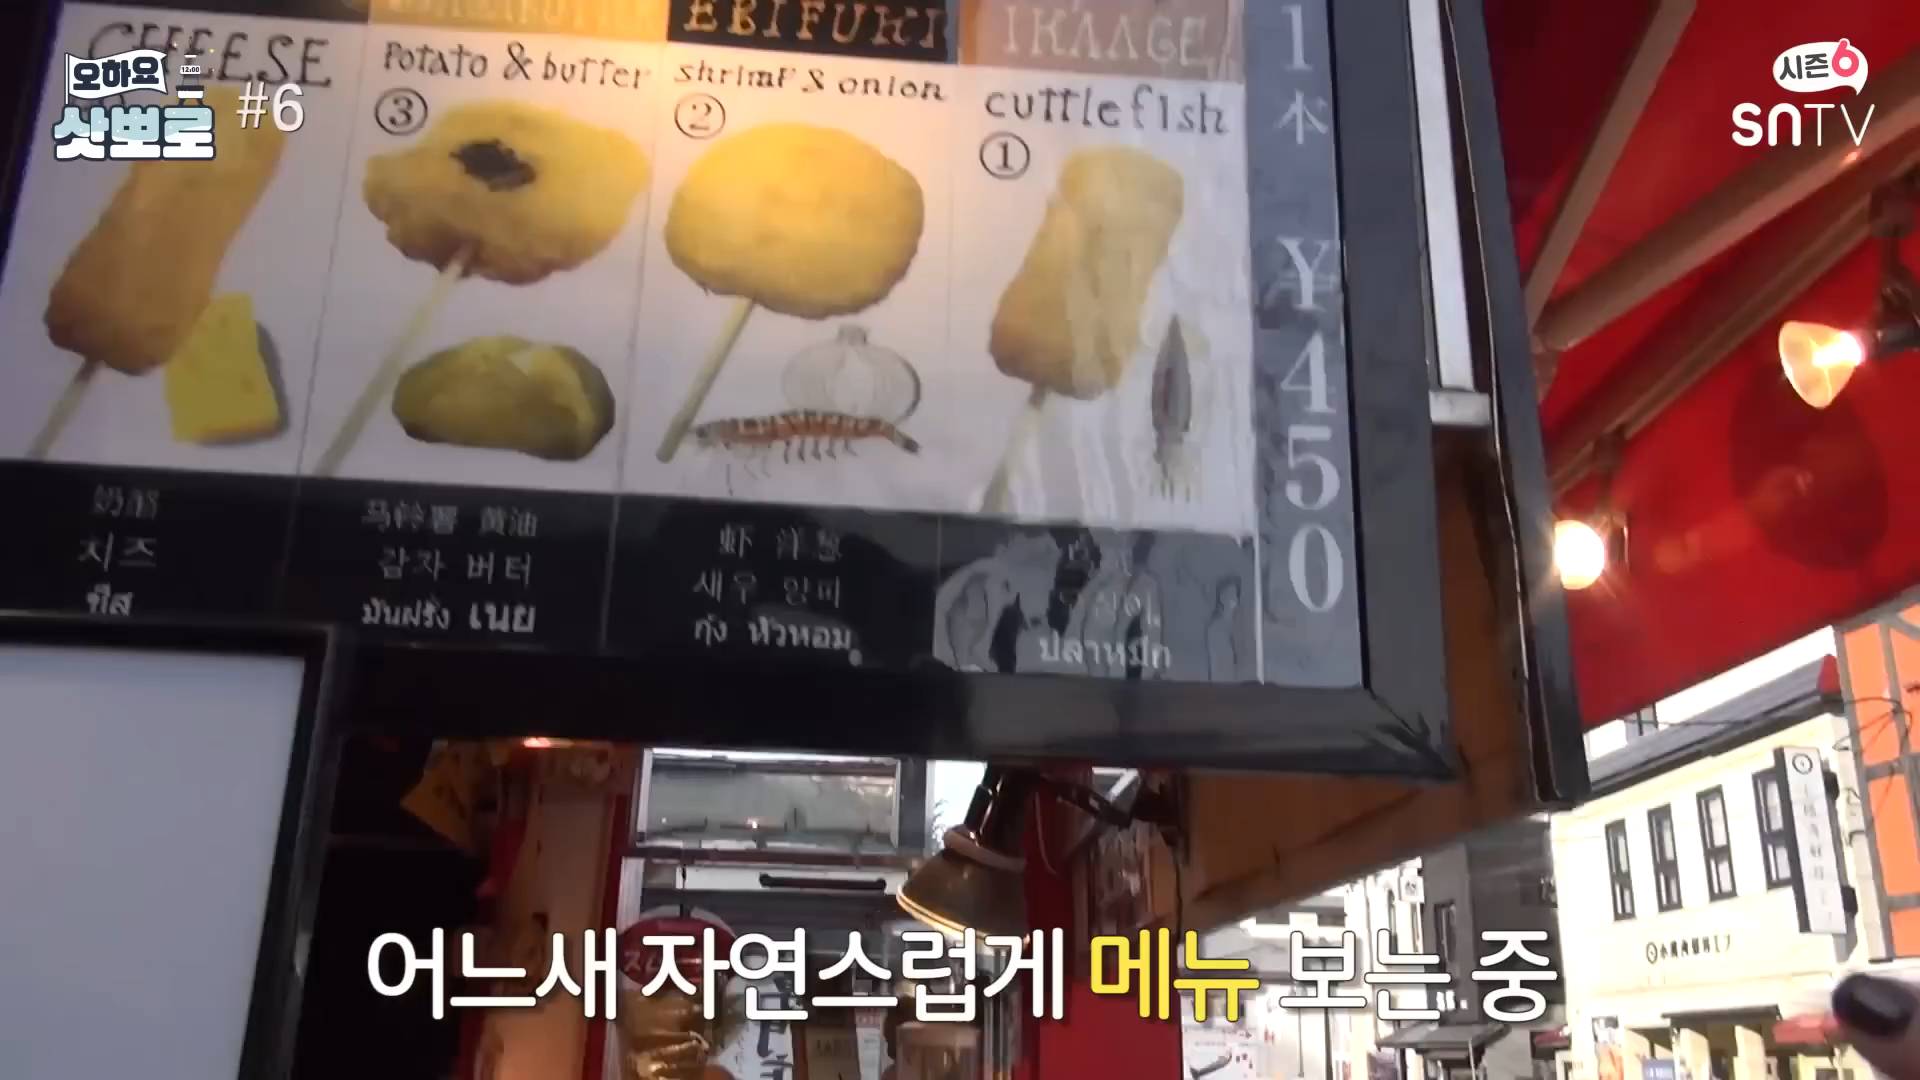 오하요
12:00
삿뽀로
#6
시즌6
snTV
EBIFUKI
IKAAGE
CHEESE
Potato & butter
③
shrimp & onion
②
cuttlefish
①
1本
¥450
奶酪
치즈
ชีส
马铃薯 黄油
감자 버터
มันฝรั่ง เนย
虾 洋葱
새우 양파
กุ้ง หัวหอม
ปลาหมึก
어느새 자연스럽게 메뉴 보는 중